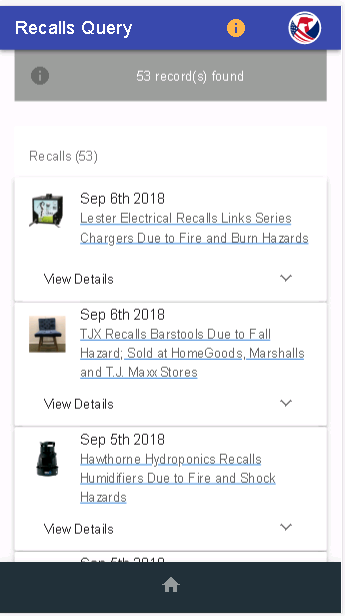 Recalls Query
53 record(s) found
Recalls (53)
Sep 6th 2018
Lester Electrical Recalls Links Series
Chargers Due to Fire and Burn Hazards
View Details
Sep 6th 2018
TJX Recalls Barstools Due to Fall
Hazard; Sold at HomeGoods, Marshalls
and T.J. Maxx Stores
View Details
Sep 5th 2018
Hawthorne Hydroponics Recalls
Humidifiers Due to Fire and Shock
Hazards
View Details
Sep 5th 2018